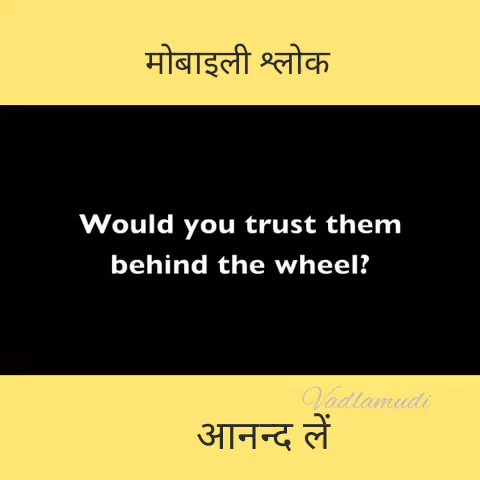 मोबाइली श्लोक
Would you trust them
behind the wheel?
Vadlamudi
आनन्द लें